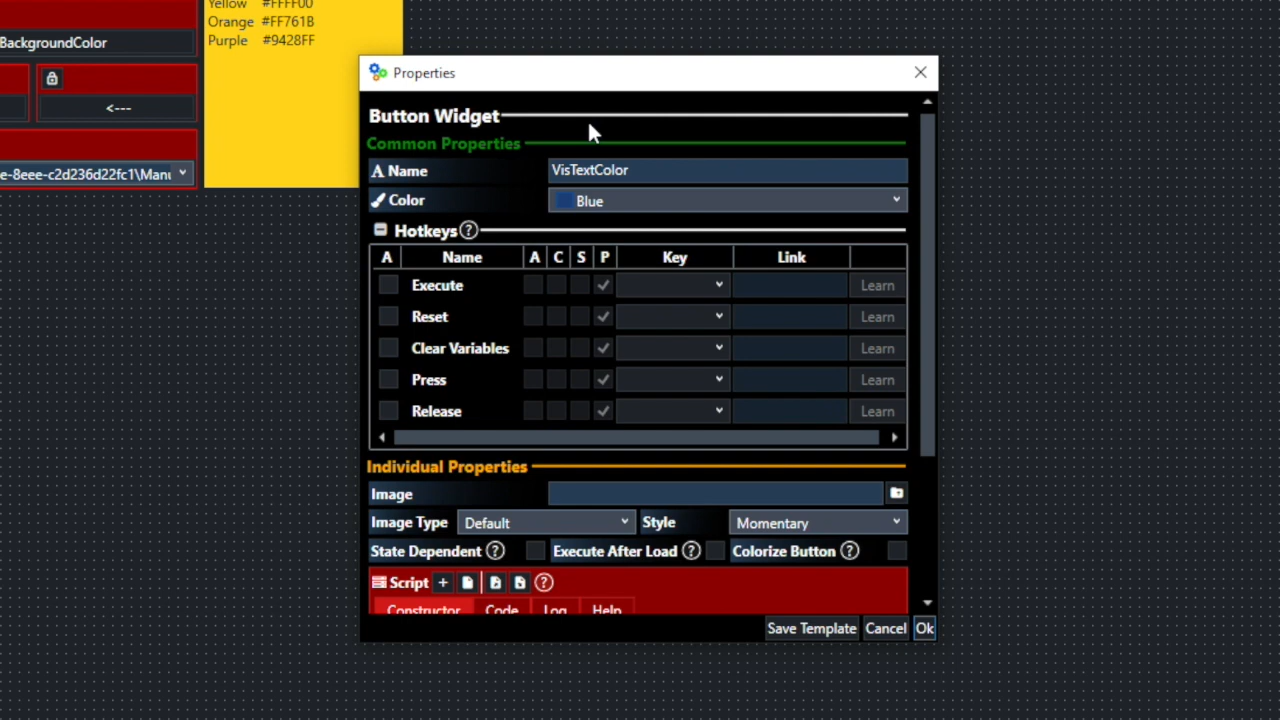 Yellow #FFFF00
Orange #FF761B
Purple #9428FF
BackgroundColor
<---
e-8eee-c2d236d22fc1\Manu
Properties
Button Widget
Common Properties
A Name VisTextColor
Color Blue
Hotkeys ?
A Name A C S P Key Link
Execute Learn
Reset Learn
Clear Variables Learn
Press Learn
Release Learn
Individual Properties
Image
Image Type Default Style Momentary
State Dependent ? Execute After Load ? Colorize Button ?
Script + ?
Constructor Code Log Help
Save Template Cancel Ok